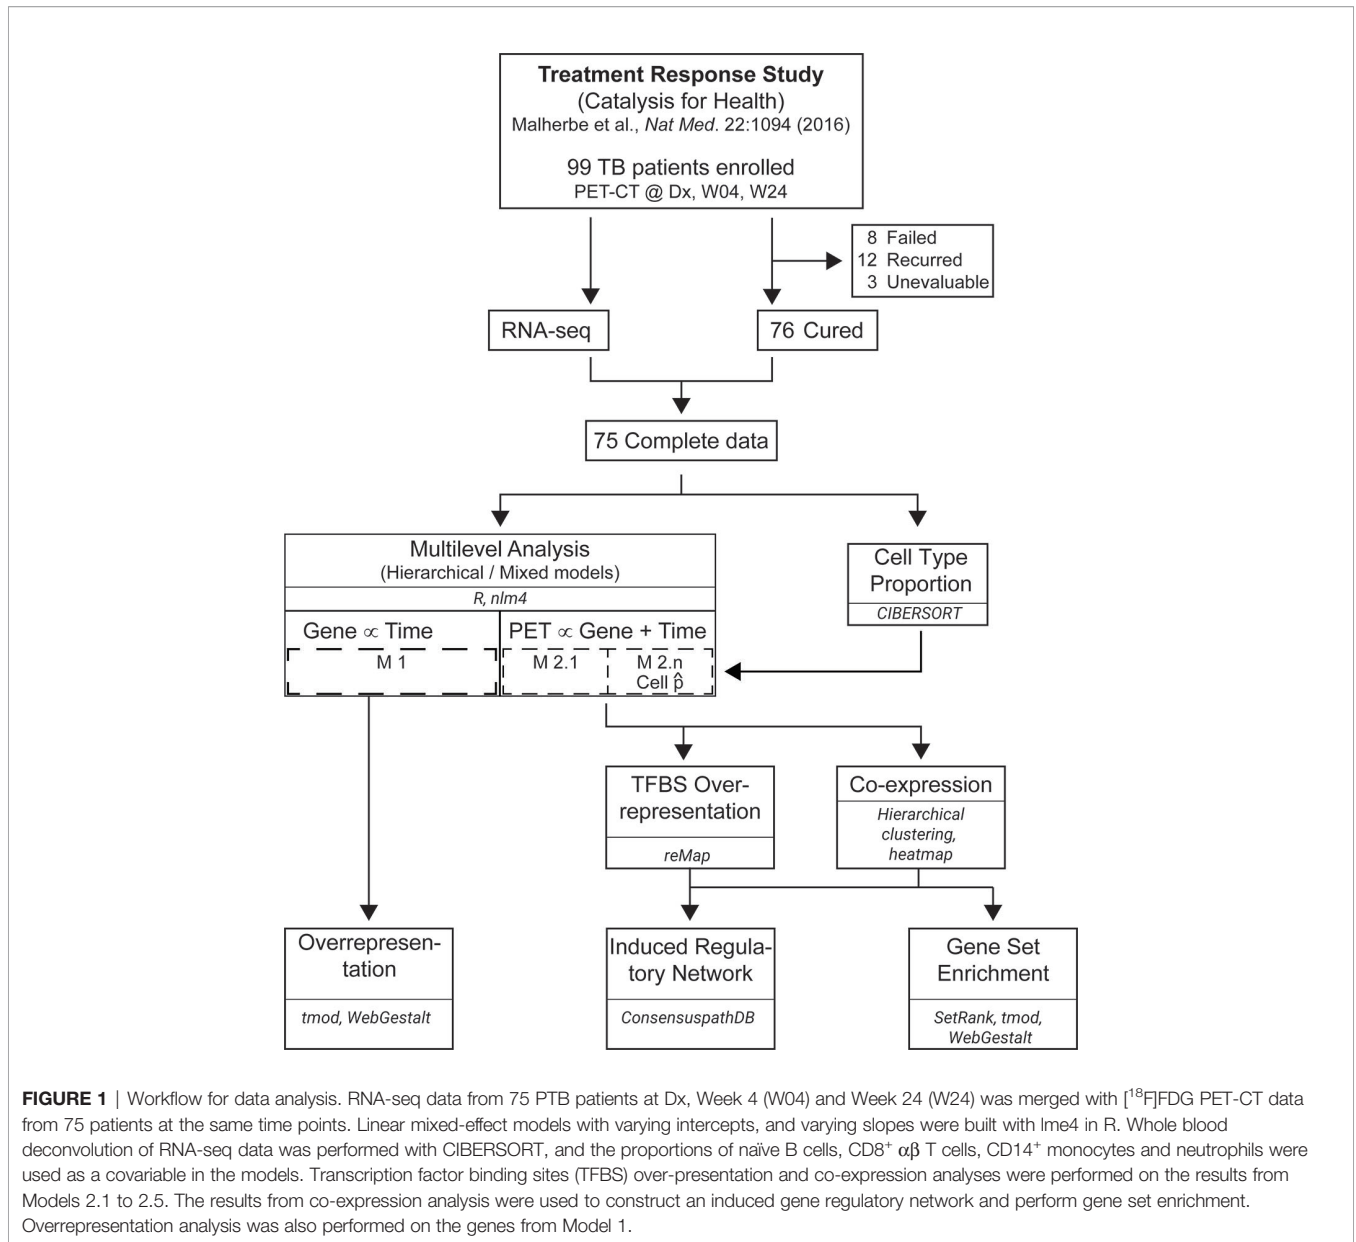 Treatment Response Study
(Catalysis for Health)
Malherbe et al., Nat Med. 22:1094 (2016)
99 TB patients enrolled
PET-CT @ Dx, W04, W24
8 Failed
12 Recurred
3 Unevaluable
RNA-seq
76 Cured
75 Complete data
Multilevel Analysis
(Hierarchical / Mixed models)
R, nlm4
Gene ∝ Time
PET ∝ Gene + Time
M 1
M 2.1
M 2.n
Cell p̂
Cell Type
Proportion
CIBERSORT
TFBS Over-
representation
reMap
Co-expression
Hierarchical
clustering,
heatmap
Overrepresen-
tation
tmod, WebGestalt
Induced Regula-
tory Network
ConsensuspathDB
Gene Set
Enrichment
SetRank, tmod,
WebGestalt
FIGURE 1 | Workflow for data analysis. RNA-seq data from 75 PTB patients at Dx, Week 4 (W04) and Week 24 (W24) was merged with [¹⁸F]FDG PET-CT data
from 75 patients at the same time points. Linear mixed-effect models with varying intercepts, and varying slopes were built with lme4 in R. Whole blood
deconvolution of RNA-seq data was performed with CIBERSORT, and the proportions of naïve B cells, CD8⁺ αβ T cells, CD14⁺ monocytes and neutrophils were
used as a covariable in the models. Transcription factor binding sites (TFBS) over-presentation and co-expression analyses were performed on the results from
Models 2.1 to 2.5. The results from co-expression analysis were used to construct an induced gene regulatory network and perform gene set enrichment.
Overrepresentation analysis was also performed on the genes from Model 1.